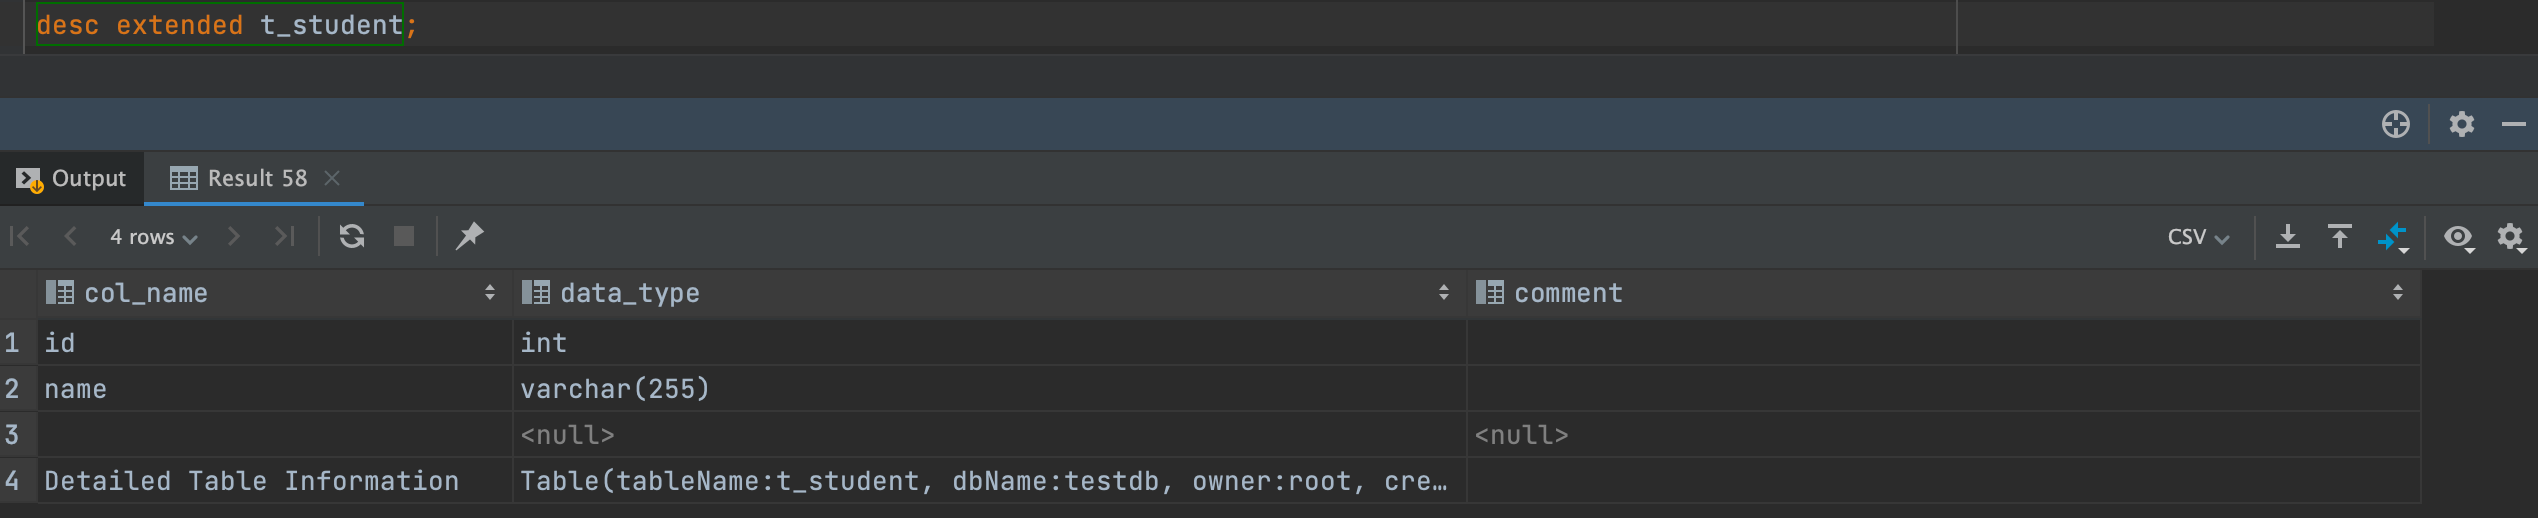 desc extended t_student;
Output Result 58
4 rows CSV
col_name data_type comment
1 id int
2 name varchar(255)
3 <null> <null>
4 Detailed Table Information Table(tableName:t_student, dbName:testdb, owner:root, cre…